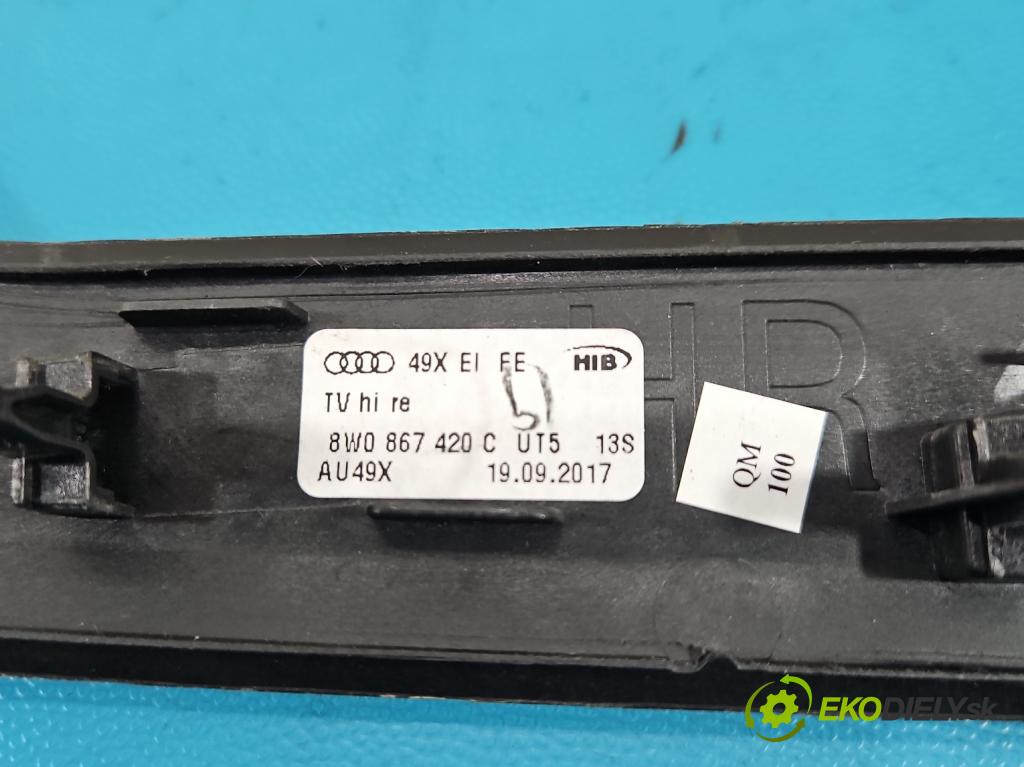 49X EI FE HIB
TV hi re
8W0 867 420 C UT5 13S
AU49X 19.09.2017
HR
QM
100
EKODIELY.sk